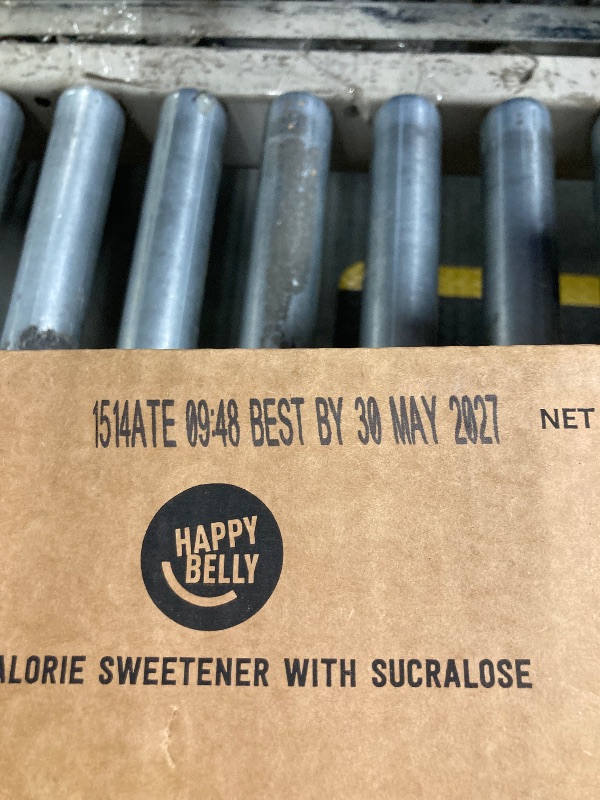 1514ATE 09:48 BEST BY 30 MAY 2027
NET
HAPPY
BELLY
ALORIE SWEETENER WITH SUCRALOSE